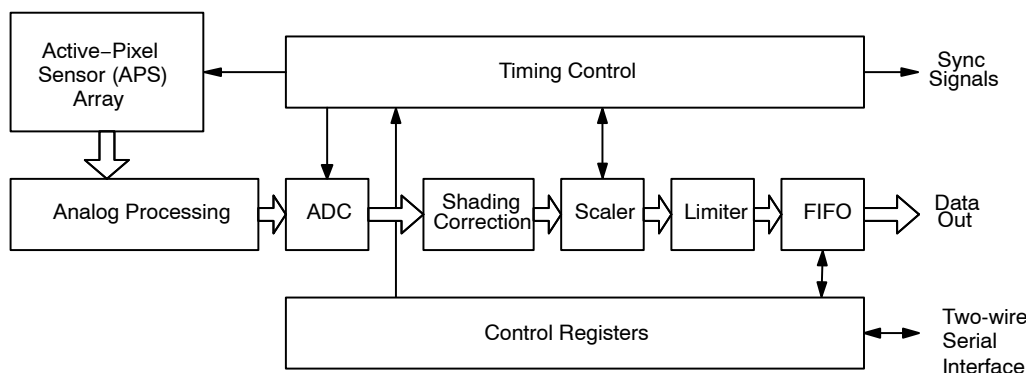 Active−Pixel
Sensor (APS)
Array
Timing Control
Sync
Signals
Analog Processing
ADC
Shading
Correction
Scaler
Limiter
FIFO
Data
Out
Control Registers
Two-wire
Serial
Interface